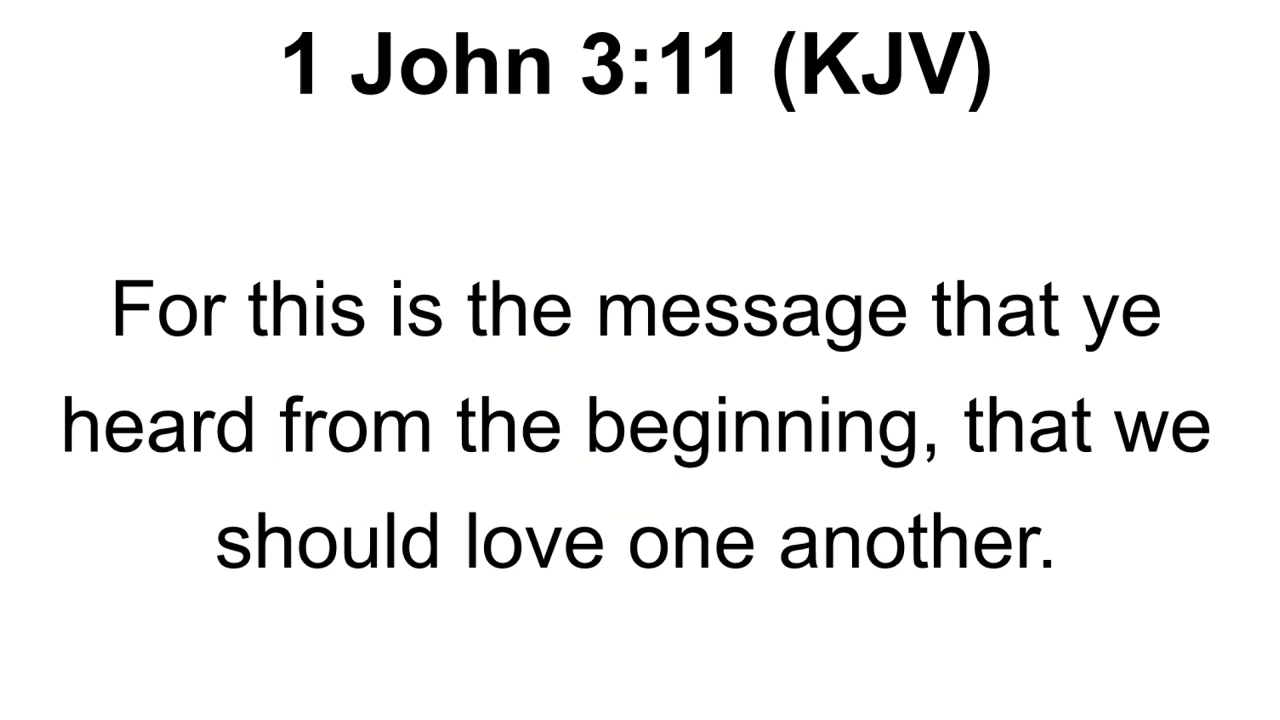 1 John 3:11 (KJV)
For this is the message that ye
heard from the beginning, that we
should love one another.